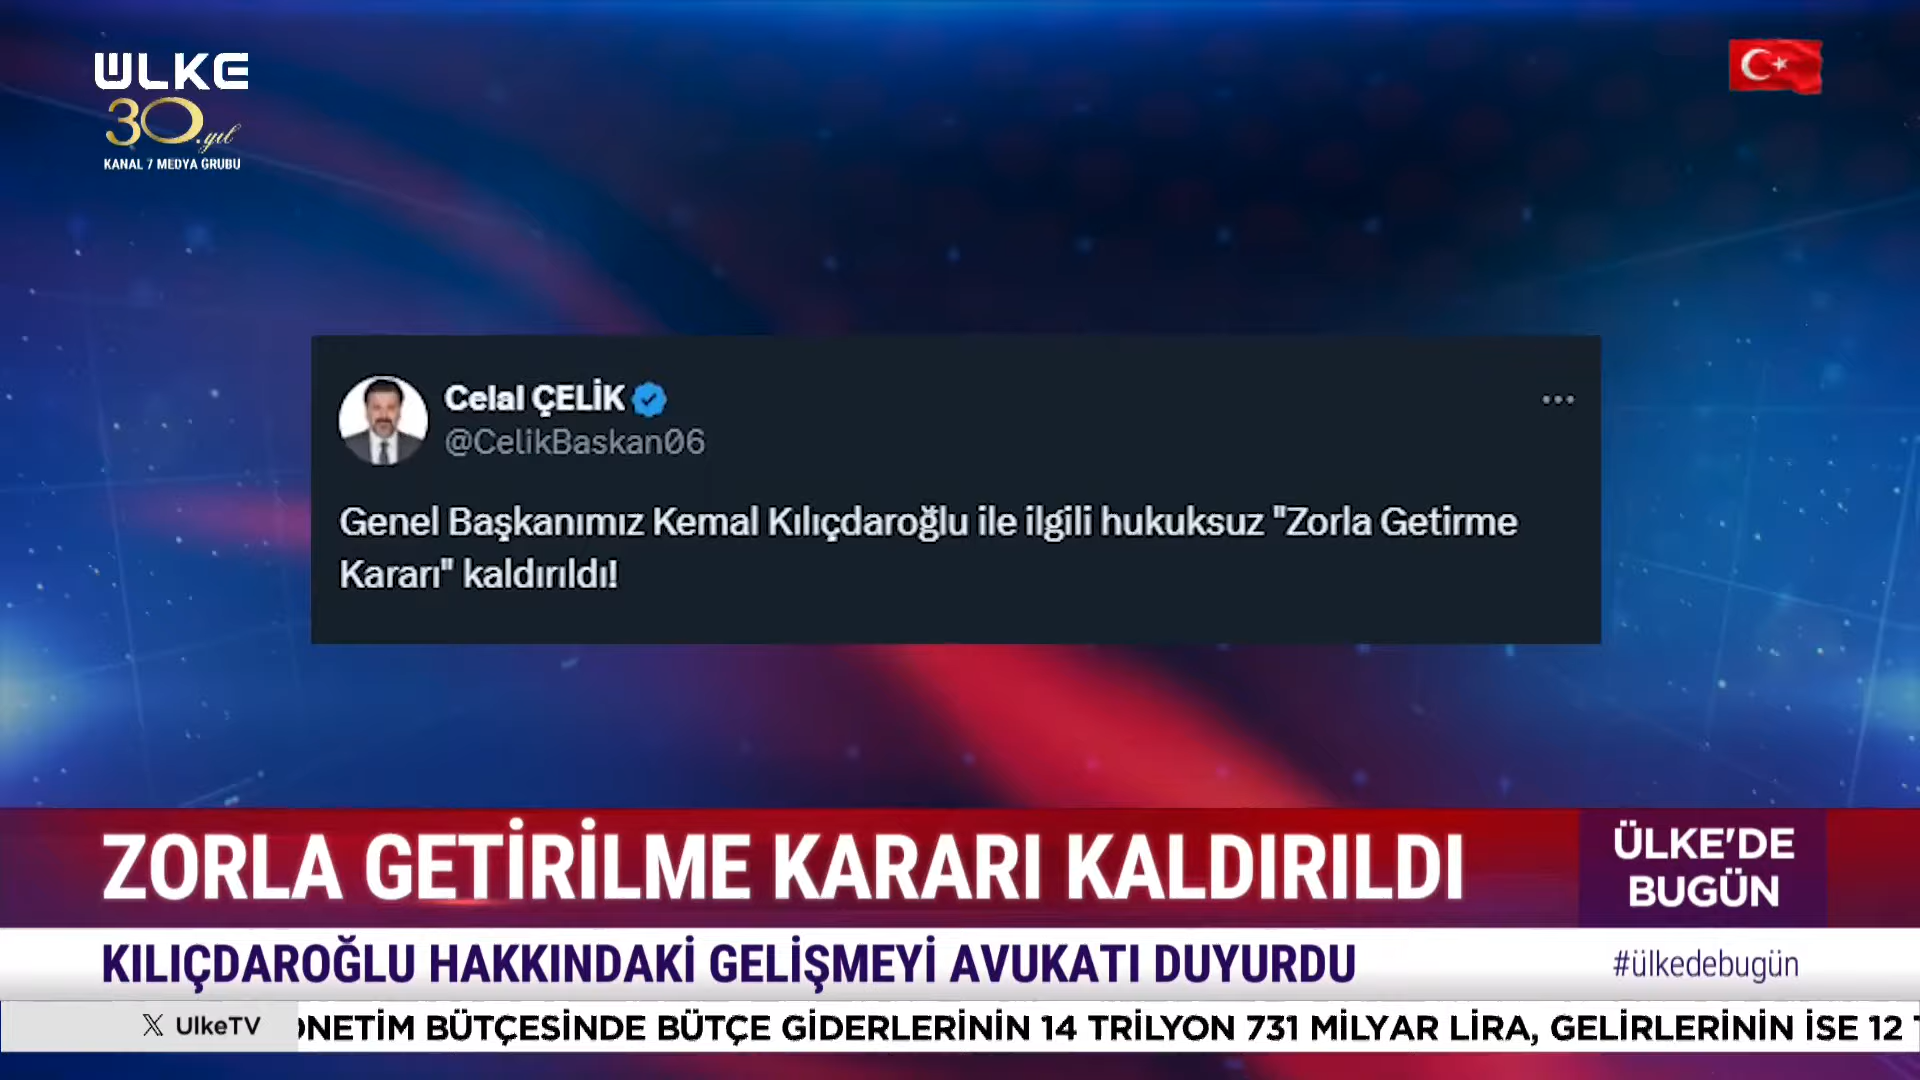 ÜLKE
30.yıl
KANAL 7 MEDYA GRUBU
Celal ÇELİK
@CelikBaskan06
Genel Başkanımız Kemal Kılıçdaroğlu ile ilgili hukuksuz "Zorla Getirme
Kararı" kaldırıldı!
ZORLA GETİRİLME KARARI KALDIRILDI
ÜLKE'DE
BUGÜN
KILIÇDAROĞLU HAKKINDAKİ GELİŞMEYİ AVUKATI DUYURDU
#ülkedebugün
X UlkeTV
ÖNETİM BÜTÇESİNDE BÜTÇE GİDERLERİNİN 14 TRİLYON 731 MİLYAR LİRA, GELİRLERİNİN İSE 12